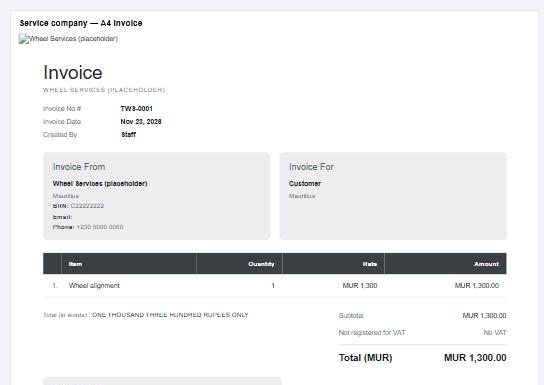 Service company — A4 invoice
Wheel Services (placeholder)
Invoice
WHEEL SERVICES (PLACEHOLDER)
Invoice No # TWS-0001
Invoice Date Nov 23, 2026
Created By Staff
Invoice From
Wheel Services (placeholder)
Mauritius
BRN: C22222222
Email:
Phone: +230 5000 0000
Invoice For
Customer
Mauritius
Item Quantity Rate Amount
1. Wheel alignment 1 MUR 1,300 MUR 1,300.00
Total (in words) : ONE THOUSAND THREE HUNDRED RUPEES ONLY
Subtotal MUR 1,300.00
Not registered for VAT No VAT
Total (MUR) MUR 1,300.00